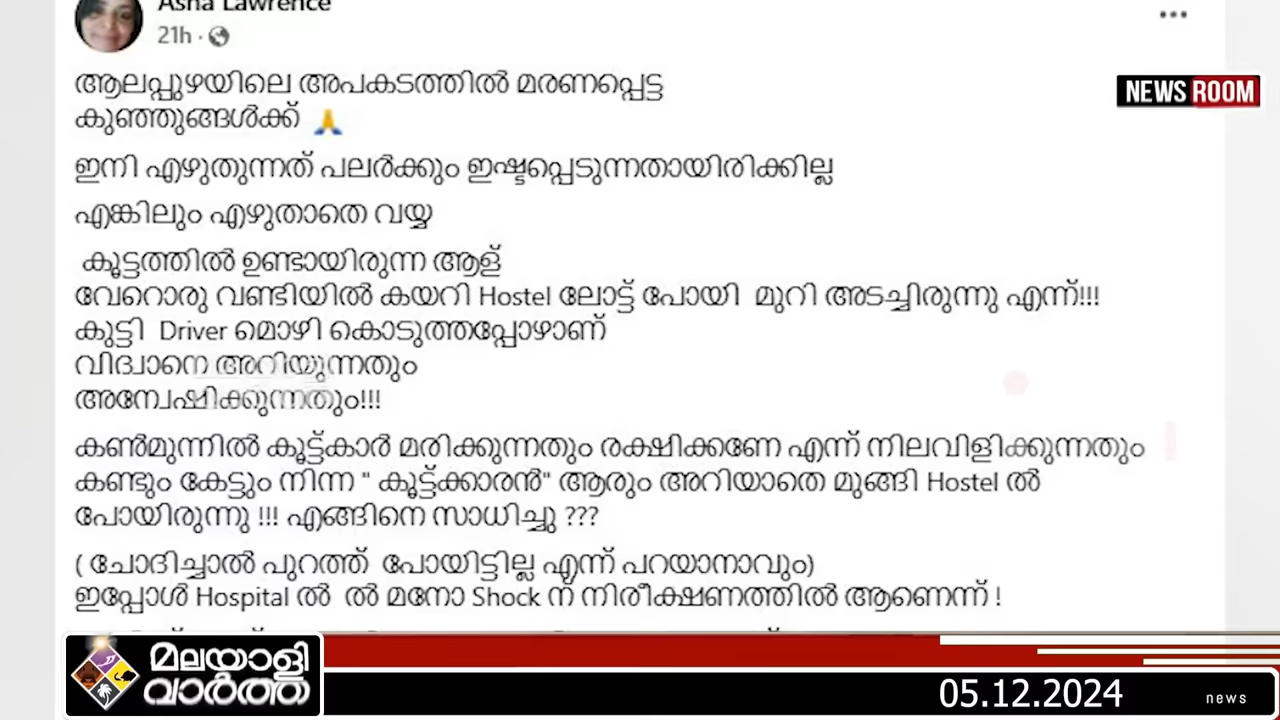 Asha Lawrence
21h ·
ആലപ്പുഴയിലെ അപകടത്തിൽ മരണപ്പെട്ട
കുഞ്ഞുങ്ങൾക്ക് 🙏
ഇനി എഴുതുന്നത് പലർക്കും ഇഷ്ടപ്പെടുന്നതായിരിക്കില്ല
എങ്കിലും എഴുതാതെ വയ്യ
കൂട്ടത്തിൽ ഉണ്ടായിരുന്ന ആള്
വേറൊരു വണ്ടിയിൽ കയറി Hostel ലോട്ട് പോയി മുറി അടച്ചിരുന്നു എന്ന്!!!
കുട്ടി Driver മൊഴി കൊടുത്തപ്പോഴാണ്
വിദ്വാനെ അറിയുന്നതും
അന്വേഷിക്കുന്നതും!!!
കൺമുന്നിൽ കൂട്ട്കാർ മരിക്കുന്നതും രക്ഷിക്കണേ എന്ന് നിലവിളിക്കുന്നതും
കണ്ടും കേട്ടും നിന്ന " കൂട്ട്ക്കാരൻ" ആരും അറിയാതെ മുങ്ങി Hostel ൽ
പോയിരുന്നു !!! എങ്ങിനെ സാധിച്ചു ???
( ചോദിച്ചാൽ പുറത്ത് പോയിട്ടില്ല എന്ന് പറയാനാവും)
ഇപ്പോൾ Hospital ൽ ൽ മനോ Shock ന് നിരീക്ഷണത്തിൽ ആണെന്ന് !
NEWS ROOM
മലയാളി
വാർത്ത
05.12.2024
news